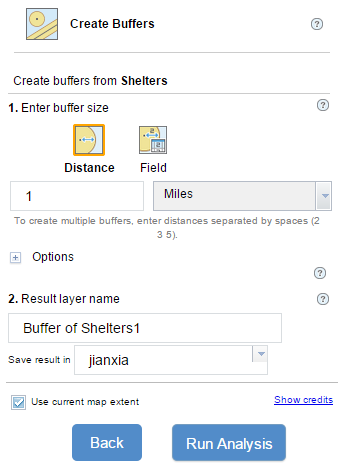 Create Buffers
Create buffers from Shelters
1. Enter buffer size
Distance Field
1 Miles
To create multiple buffers, enter distances separated by spaces (2
3 5).
Options
2. Result layer name
Buffer of Shelters1
Save result in jianxia
Use current map extent Show credits
Back Run Analysis